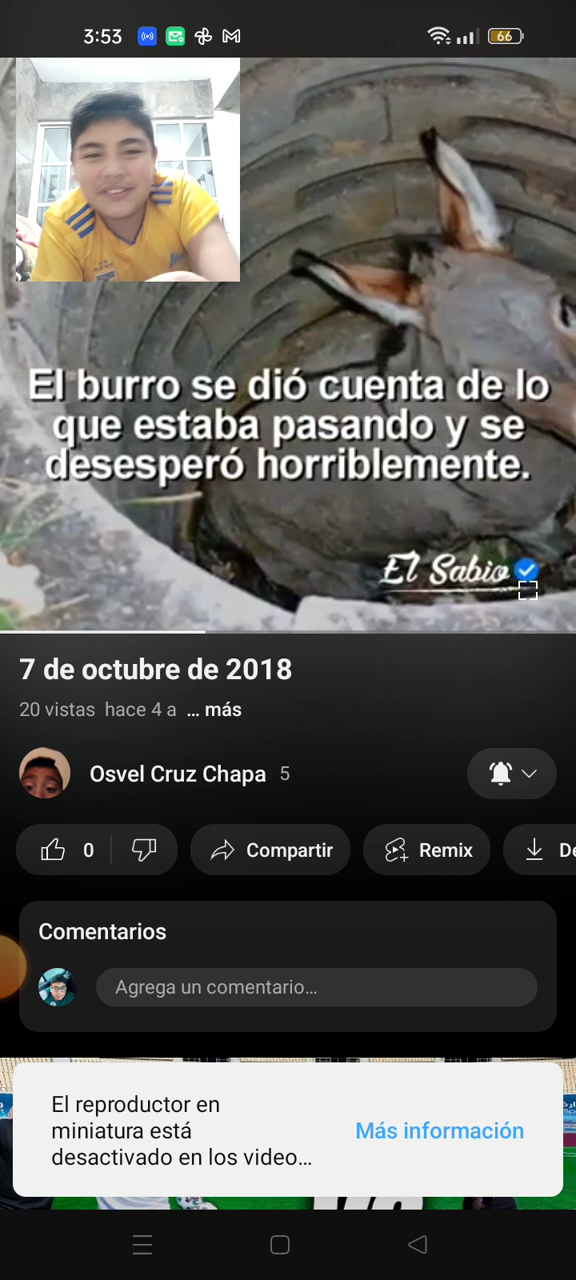 3:53
66
El burro se dió cuenta de lo
que estaba pasando y se
desesperó horriblemente.
El Sabio
7 de octubre de 2018
20 vistas hace 4 a ... más
Osvel Cruz Chapa 5
0 Compartir Remix De
Comentarios
Agrega un comentario...
El reproductor en
miniatura está
desactivado en los video...
Más información